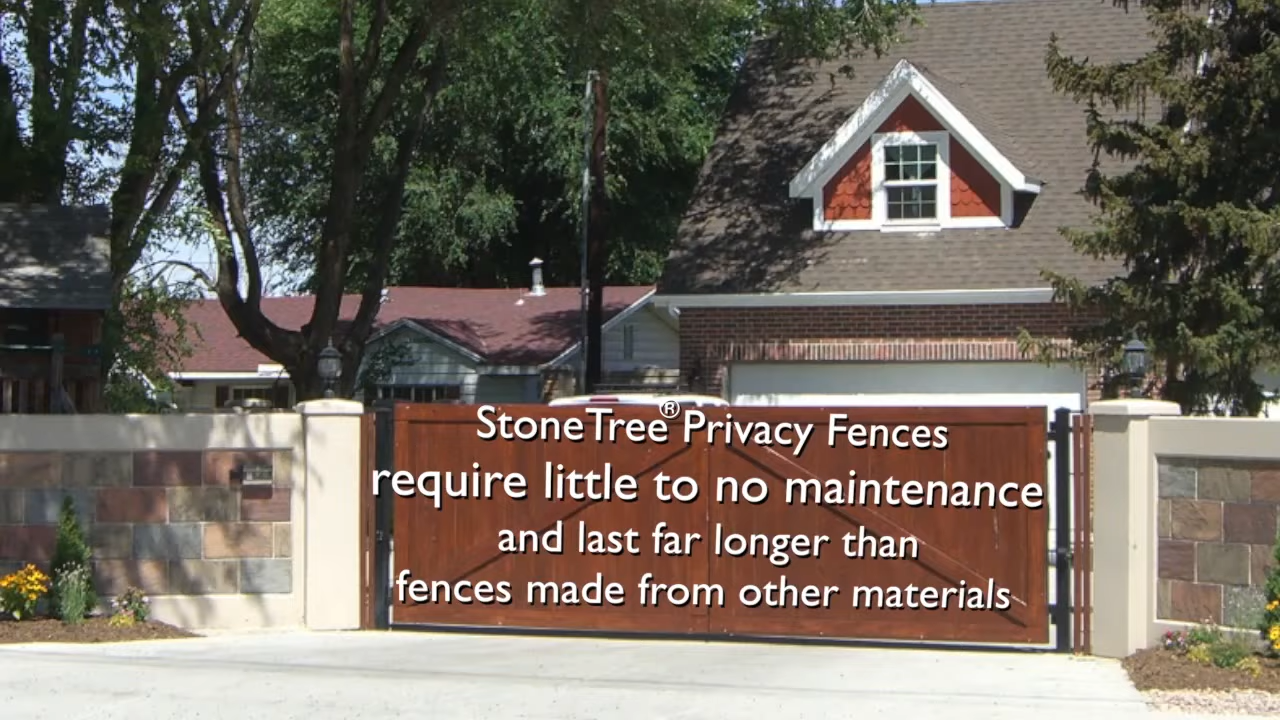 StoneTree® Privacy Fences
require little to no maintenance
and last far longer than
fences made from other materials